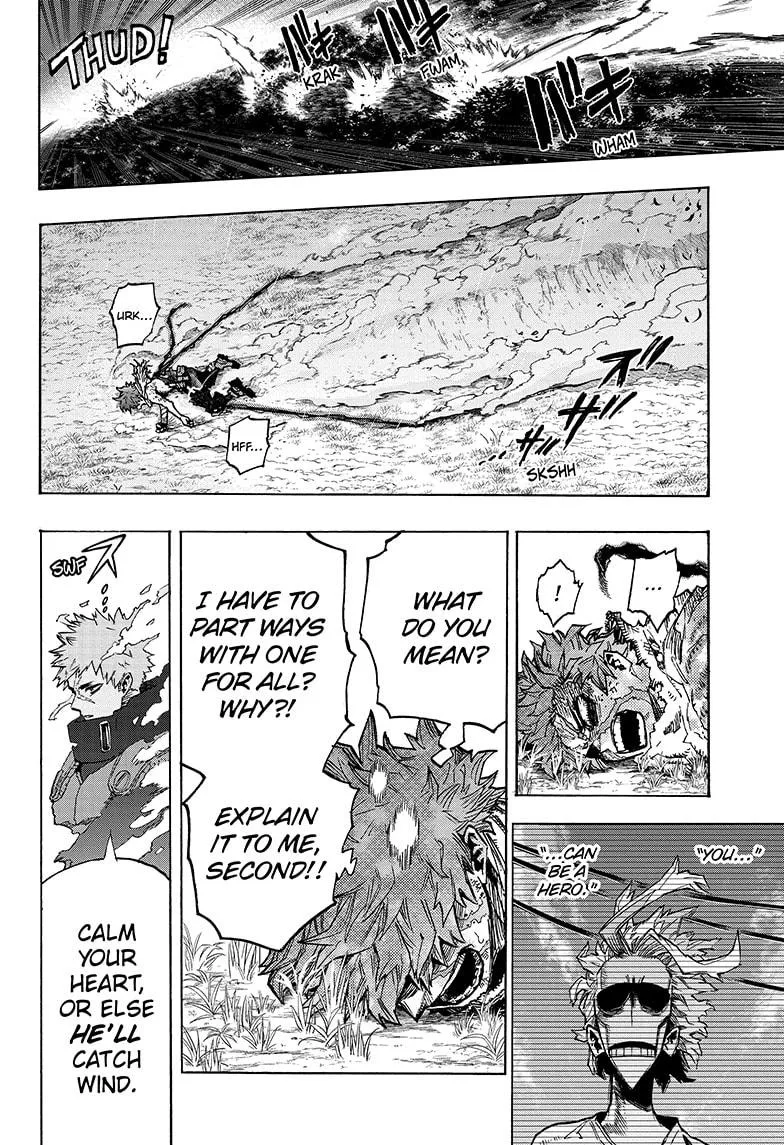 THUD!
バキ
KRAK
バキ
FWAM
バキ
WHAM
URK...
HFF...
ズザザ...
SKSHH
...
!
"YOU..."
"...CAN
BE A
HERO."
WHAT
DO YOU
MEAN?
I HAVE TO
PART WAYS
WITH ONE
FOR ALL?
WHY?!
EXPLAIN
IT TO ME,
SECOND!!
ス...
SWF
CALM
YOUR
HEART,
OR ELSE
HE'LL
CATCH
WIND.